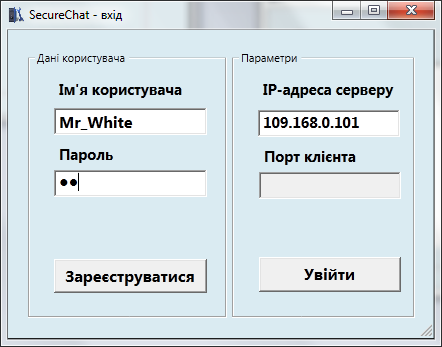 SecureChat - вхід
Дані користувача
Ім'я користувача
Mr_White
Пароль
●●
Зареєструватися
Параметри
IP-адреса серверу
109.168.0.101
Порт клієнта
Увійти